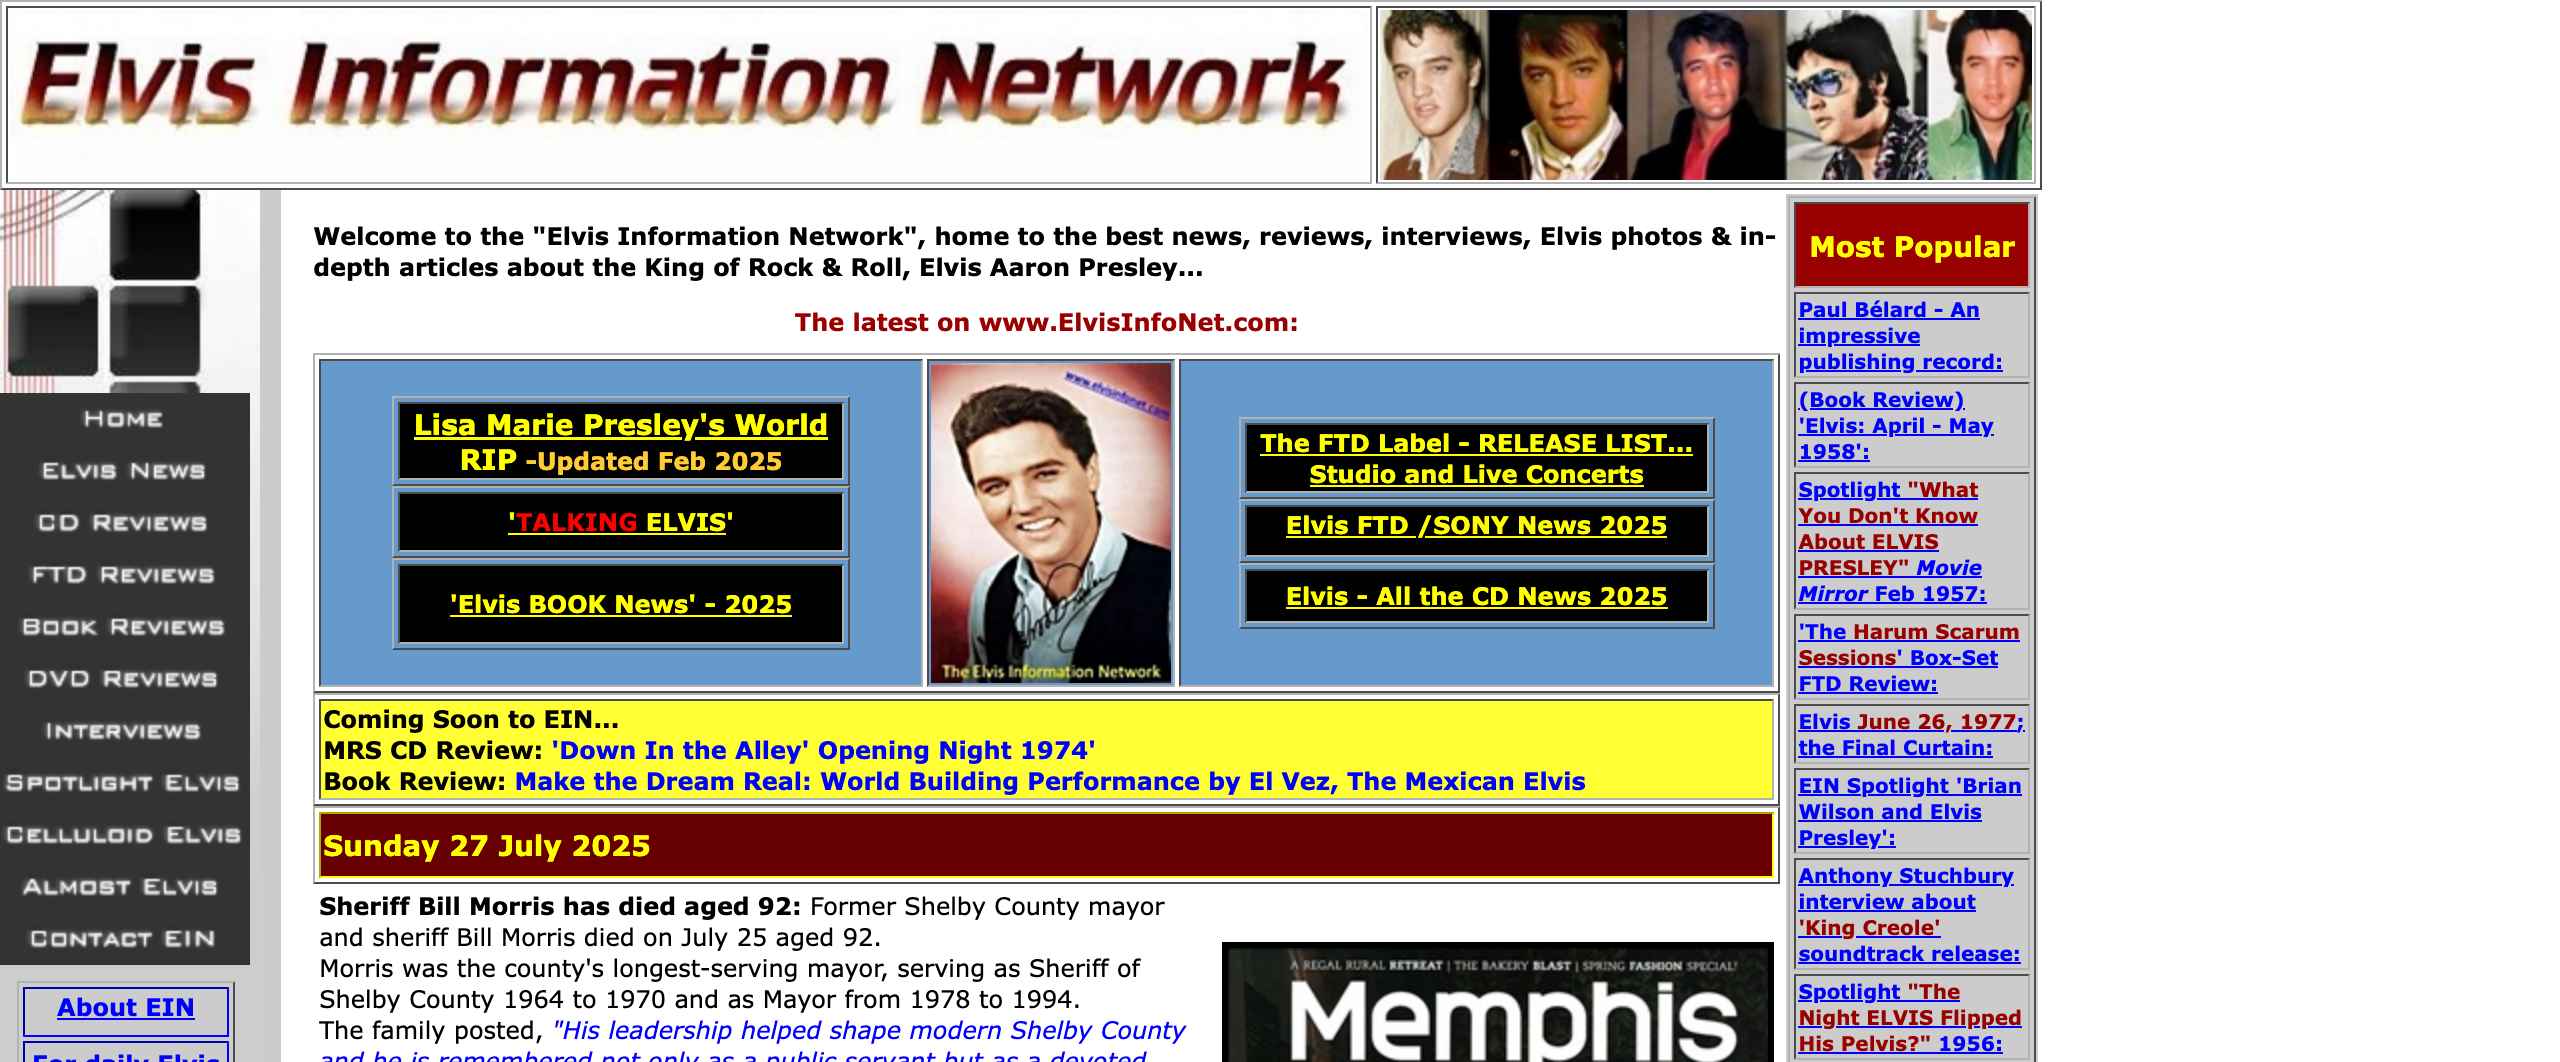 Elvis Information Network
HOME
ELVIS NEWS
CD REVIEWS
FTD REVIEWS
BOOK REVIEWS
DVD REVIEWS
INTERVIEWS
SPOTLIGHT ELVIS
CELLULOID ELVIS
ALMOST ELVIS
CONTACT EIN
About EIN
For daily Elvis
Welcome to the "Elvis Information Network", home to the best news, reviews, interviews, Elvis photos & in-
depth articles about the King of Rock & Roll, Elvis Aaron Presley...
The latest on www.ElvisInfoNet.com:
Lisa Marie Presley's World
RIP -Updated Feb 2025
'TALKING ELVIS'
'Elvis BOOK News' - 2025
www.elvisinfonet.com
The Elvis Information Network
The FTD Label - RELEASE LIST...
Studio and Live Concerts
Elvis FTD /SONY News 2025
Elvis - All the CD News 2025
Coming Soon to EIN...
MRS CD Review: 'Down In the Alley' Opening Night 1974'
Book Review: Make the Dream Real: World Building Performance by El Vez, The Mexican Elvis
Sunday 27 July 2025
Sheriff Bill Morris has died aged 92: Former Shelby County mayor
and sheriff Bill Morris died on July 25 aged 92.
Morris was the county's longest-serving mayor, serving as Sheriff of
Shelby County 1964 to 1970 and as Mayor from 1978 to 1994.
The family posted, "His leadership helped shape modern Shelby County
and he is remembered not only as a public servant but as a devoted
A REGAL RURAL RETREAT | THE BAKERY BLAST | SPRING FASHION SPECIAL!
Memphis
Most Popular
Paul Bélard - An
impressive
publishing record:
(Book Review)
'Elvis: April - May
1958':
Spotlight "What
You Don't Know
About ELVIS
PRESLEY" Movie
Mirror Feb 1957:
'The Harum Scarum
Sessions' Box-Set
FTD Review:
Elvis June 26, 1977;
the Final Curtain:
EIN Spotlight 'Brian
Wilson and Elvis
Presley':
Anthony Stuchbury
interview about
'King Creole'
soundtrack release:
Spotlight "The
Night ELVIS Flipped
His Pelvis?" 1956: